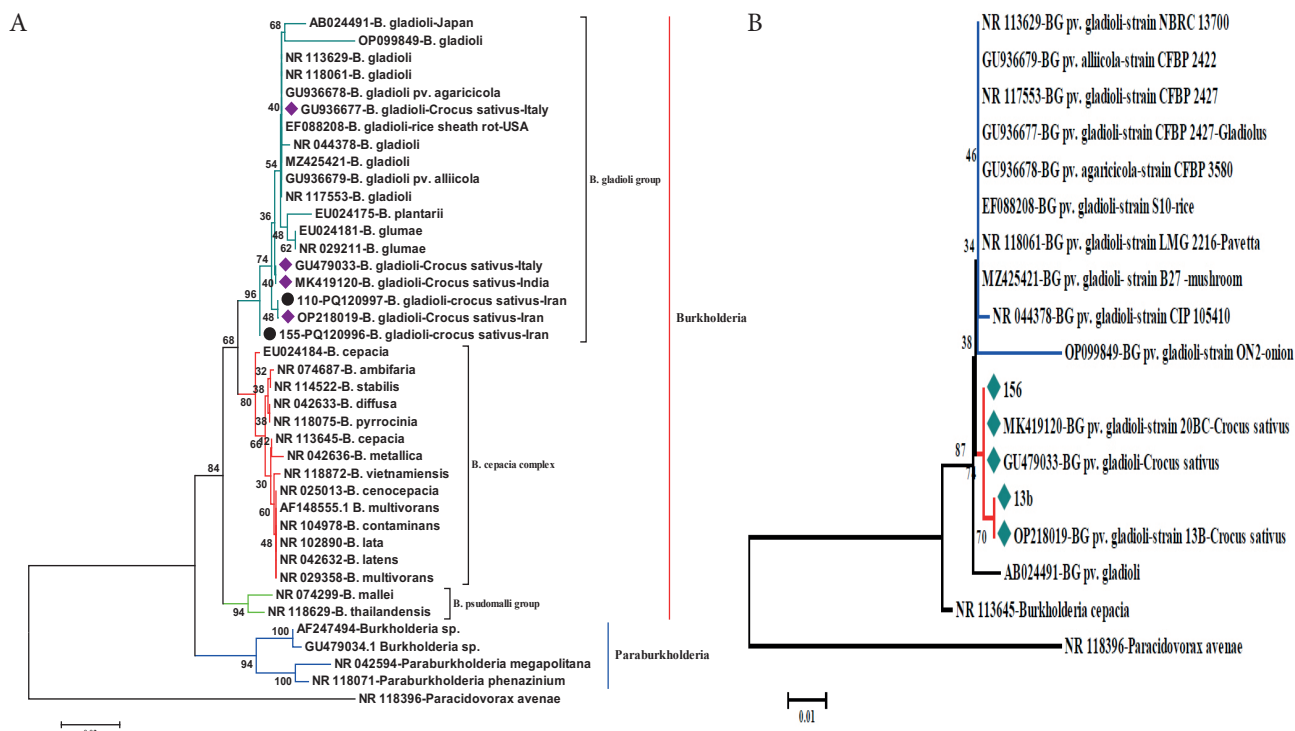 A
68
AB024491-B. gladioli-Japan
OP099849-B. gladioli
NR 113629-B. gladioli
NR 118061-B. gladioli
GU936678-B. gladioli pv. agaricicola
40
GU936677-B. gladioli-Crocus sativus-Italy
EF088208-B. gladioli-rice sheath rot-USA
NR 044378-B. gladioli
54
MZ425421-B. gladioli
GU936679-B. gladioli pv. alliicola
NR 117553-B. gladioli
36
EU024175-B. plantarii
48
EU024181-B. glumae
62
NR 029211-B. glumae
74
GU479033-B. gladioli-Crocus sativus-Italy
40
MK419120-B. gladioli-Crocus sativus-India
96
110-PQ120997-B. gladioli-crocus sativus-Iran
48
OP218019-B. gladioli-Crocus sativus-Iran
155-PQ120996-B. gladioli-crocus sativus-Iran
68
EU024184-B. cepacia
32
NR 074687-B. ambifaria
38
NR 114522-B. stabilis
80
NR 042633-B. diffusa
38
NR 118075-B. pyrrocinia
66
42
NR 113645-B. cepacia
NR 042636-B. metallica
84
NR 118872-B. vietnamiensis
30
NR 025013-B. cenocepacia
60
AF148555.1 B. multivorans
NR 104978-B. contaminans
48
NR 102890-B. lata
NR 042632-B. latens
NR 029358-B. multivorans
NR 074299-B. mallei
94
NR 118629-B. thailandensis
100
AF247494-Burkholderia sp.
GU479034.1 Burkholderia sp.
94
NR 042594-Paraburkholderia megapolitana
100
NR 118071-Paraburkholderia phenazinium
NR 118396-Paracidovorax avenae
B. gladioli group
B. cepacia complex
B. psudomalli group
Burkholderia
Paraburkholderia
B
NR 113629-BG pv. gladioli-strain NBRC 13700
GU936679-BG pv. alliicola-strain CFBP 2422
NR 117553-BG pv. gladioli-strain CFBP 2427
GU936677-BG pv. gladioli-strain CFBP 2427-Gladiolus
46
GU936678-BG pv. agaricicola-strain CFBP 3580
EF088208-BG pv. gladioli-strain S10-rice
34
NR 118061-BG pv. gladioli-strain LMG 2216-Pavetta
MZ425421-BG pv. gladioli- strain B27 -mushroom
NR 044378-BG pv. gladioli-strain CIP 105410
38
OP099849-BG pv. gladioli-strain ON2-onion
156
MK419120-BG pv. gladioli-strain 20BC-Crocus sativus
87
GU479033-BG pv. gladioli-Crocus sativus
13b
70
OP218019-BG pv. gladioli-strain 13B-Crocus sativus
AB024491-BG pv. gladioli
NR 113645-Burkholderia cepacia
NR 118396-Paracidovorax avenae
0.01